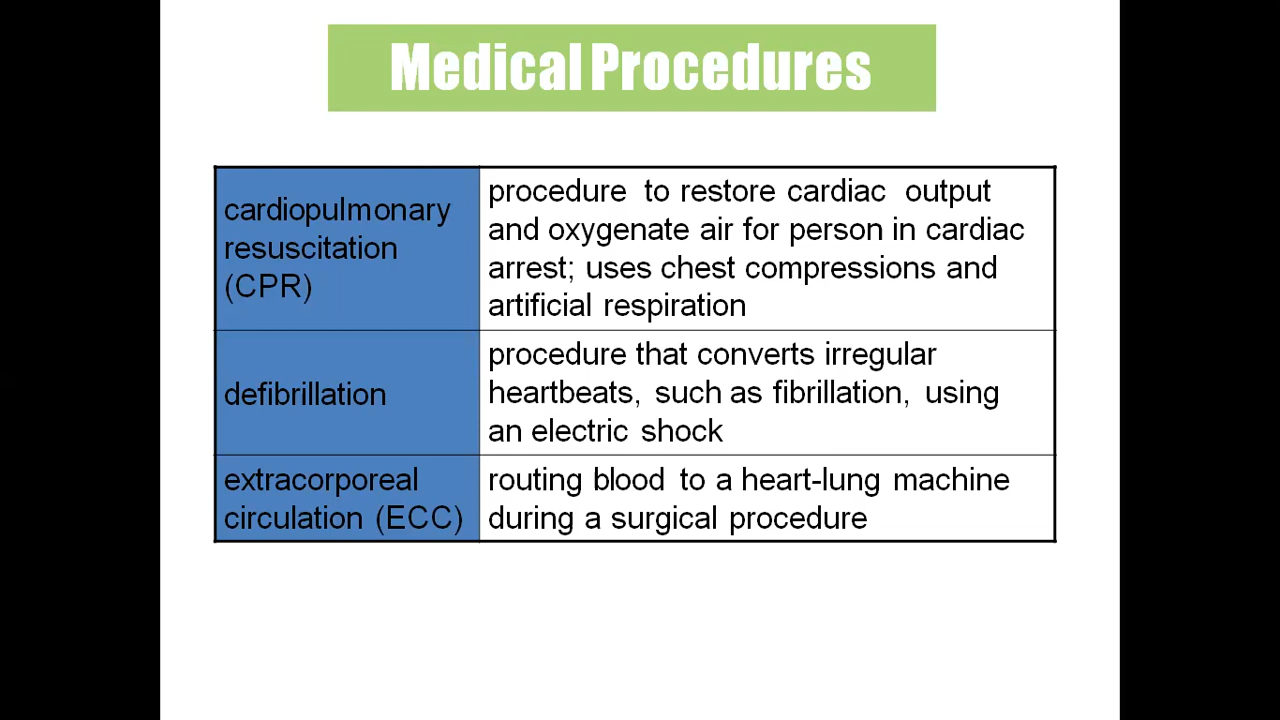 Medical Procedures
cardiopulmonary
resuscitation
(CPR)
procedure to restore cardiac output
and oxygenate air for person in cardiac
arrest; uses chest compressions and
artificial respiration
defibrillation
procedure that converts irregular
heartbeats, such as fibrillation, using
an electric shock
extracorporeal
circulation (ECC)
routing blood to a heart-lung machine
during a surgical procedure